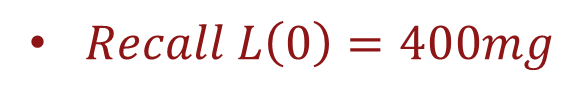 • Recall L(0) = 400mg